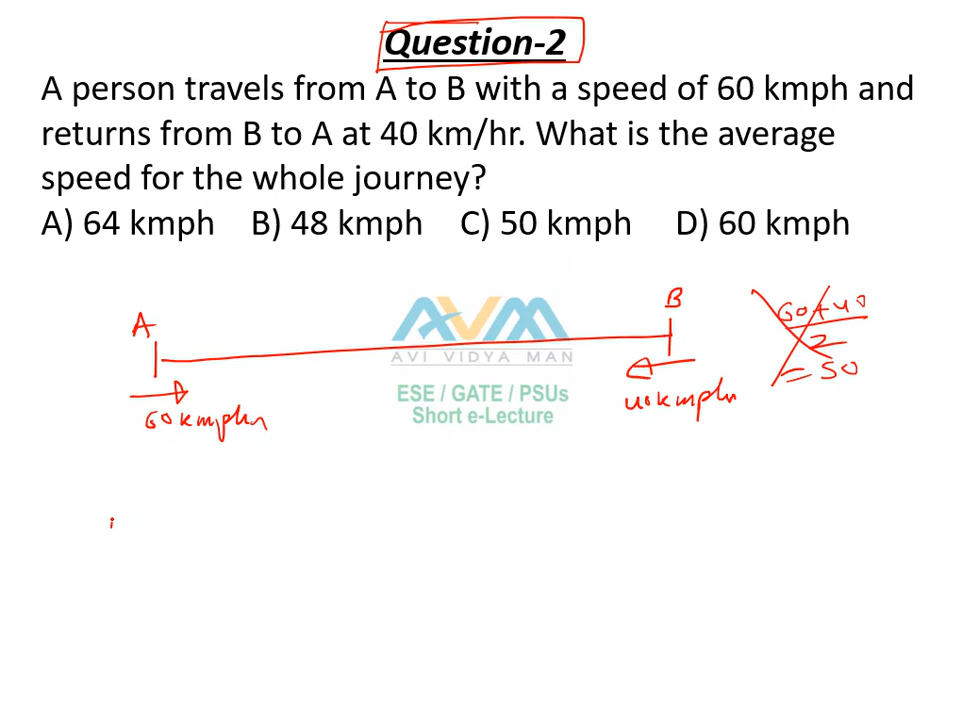 Question-2
A person travels from A to B with a speed of 60 kmph and
returns from B to A at 40 km/hr. What is the average
speed for the whole journey?
A) 64 kmph B) 48 kmph C) 50 kmph D) 60 kmph
A
B
60+40
2
= 50
AVM
AVI VIDYA MAN
60 kmph
40 kmph
ESE / GATE / PSUs
Short e-Lecture